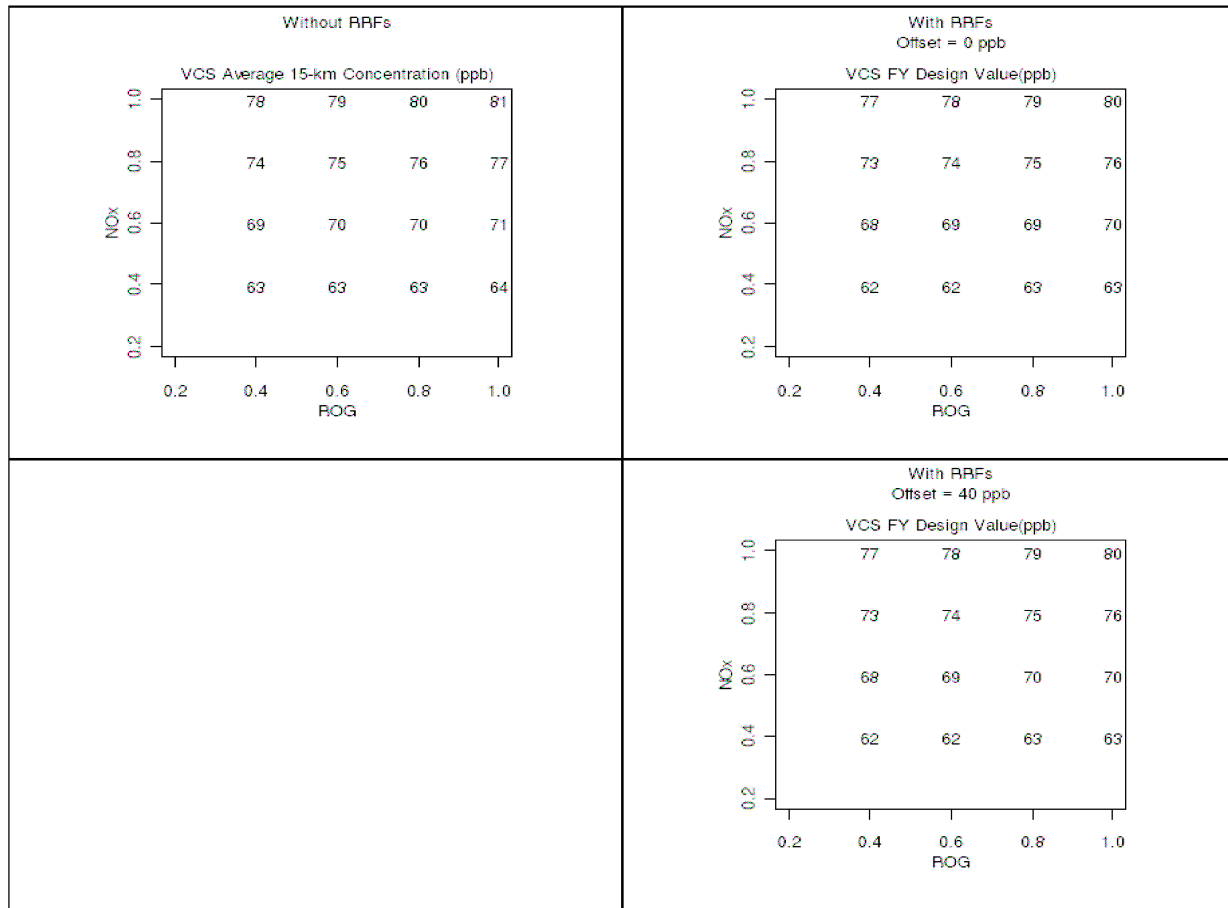 Without RRFs
VCS Average 15-km Concentration (ppb)
1.0 78 79 80 81
0.8 74 75 76 77
NOx
0.6 69 70 70 71
0.4 63 63 63 64
0.2
0.2 0.4 0.6 0.8 1.0
ROG
With RRFs
Offset = 0 ppb
VCS FY Design Value(ppb)
1.0 77 78 79 80
0.8 73 74 75 76
NOx
0.6 68 69 69 70
0.4 62 62 63 63
0.2
0.2 0.4 0.6 0.8 1.0
ROG
With RRFs
Offset = 40 ppb
VCS FY Design Value(ppb)
1.0 77 78 79 80
0.8 73 74 75 76
NOx
0.6 68 69 70 70
0.4 62 62 63 63
0.2
0.2 0.4 0.6 0.8 1.0
ROG